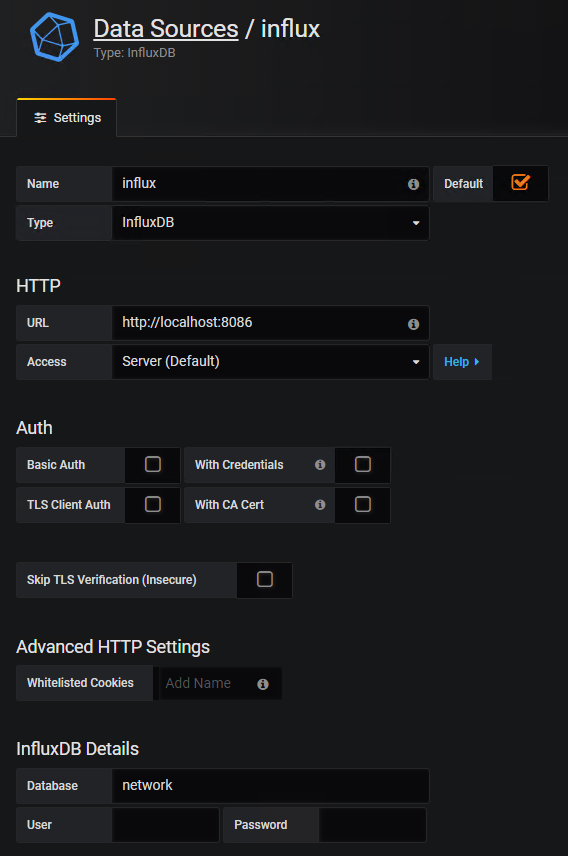 Data Sources / influx
Type: InfluxDB
Settings
Name influx Default
Type InfluxDB
HTTP
URL http://localhost:8086
Access Server (Default) Help
Auth
Basic Auth With Credentials
TLS Client Auth With CA Cert
Skip TLS Verification (Insecure)
Advanced HTTP Settings
Whitelisted Cookies Add Name
InfluxDB Details
Database network
User Password